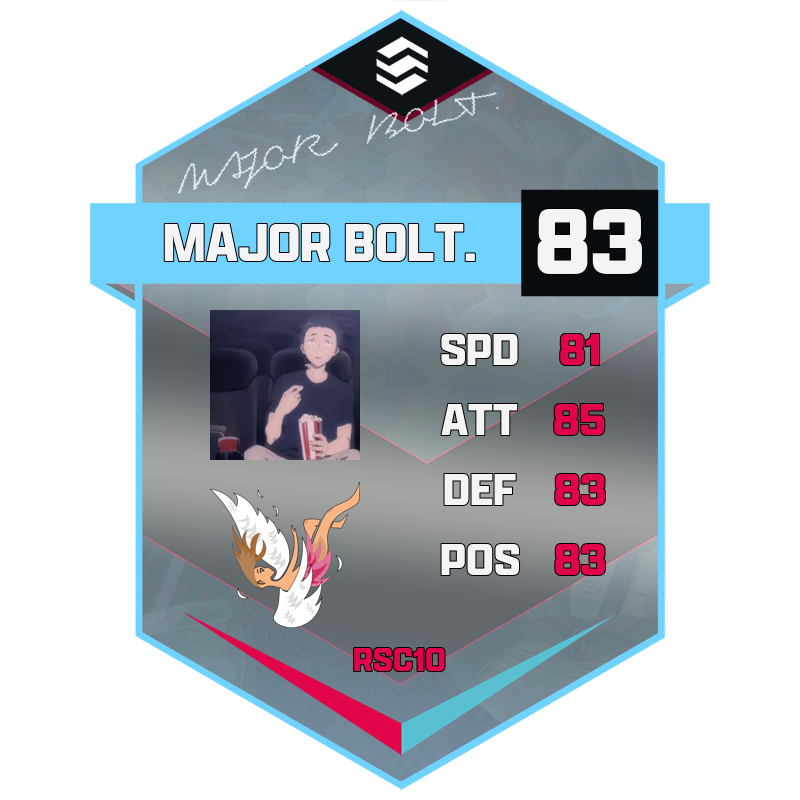 MAJOR BOLT.
MAJOR BOLT. 83
SPD 81
ATT 85
DEF 83
POS 83
RSC10